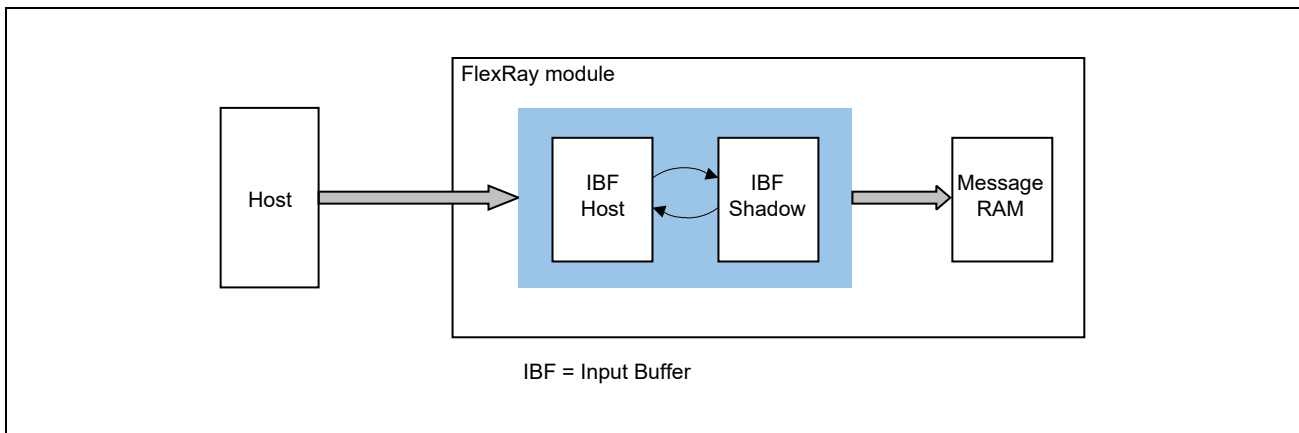 FlexRay module
Host
IBF
Host
IBF
Shadow
Message
RAM
IBF = Input Buffer